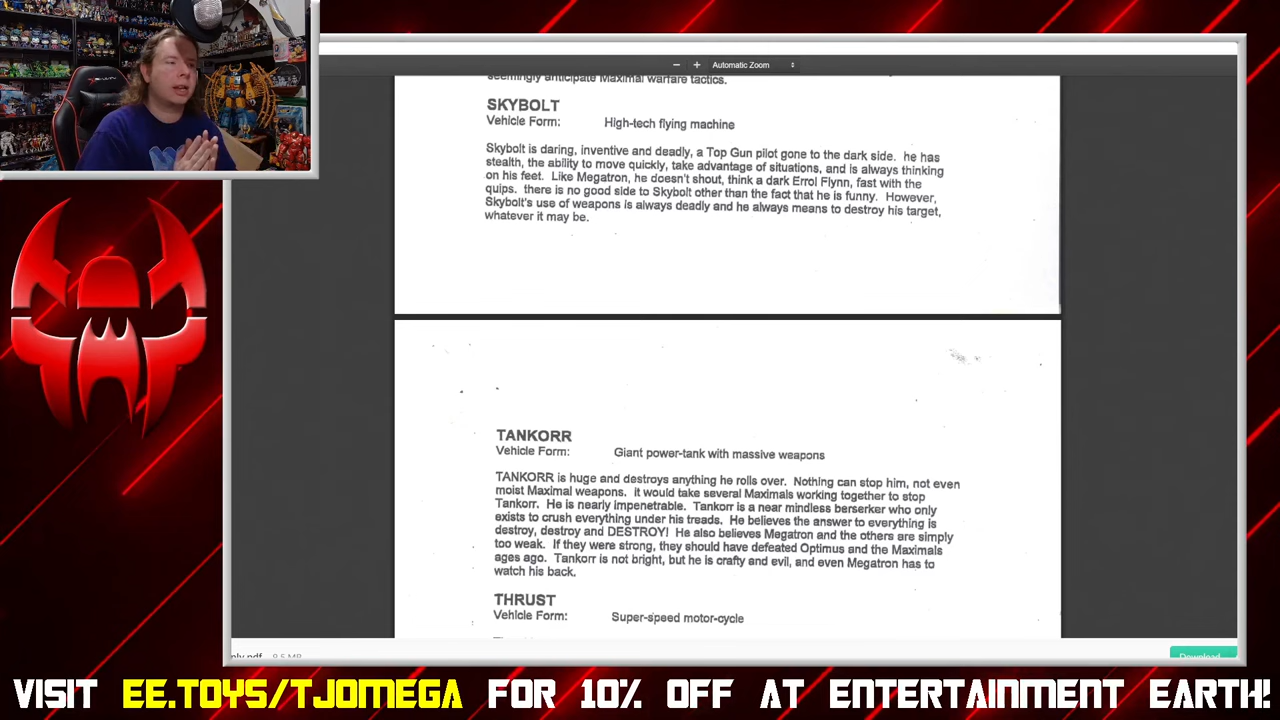 Automatic Zoom
seemingly anticipate Maximal warfare tactics.
SKYBOLT
Vehicle Form: High-tech flying machine
Skybolt is daring, inventive and deadly, a Top Gun pilot gone to the dark side. he has
stealth, the ability to move quickly, take advantage of situations, and is always thinking
on his feet. Like Megatron, he doesn't shout, think a dark Errol Flynn, fast with the
quips. there is no good side to Skybolt other than the fact that he is funny. However,
Skybolt's use of weapons is always deadly and he always means to destroy his target,
whatever it may be.
TANKORR
Vehicle Form: Giant power-tank with massive weapons
TANKORR is huge and destroys anything he rolls over. Nothing can stop him, not even
moist Maximal weapons. it would take several Maximals working together to stop
Tankorr. He is nearly impenetrable. Tankorr is a near mindless berserker who only
exists to crush everything under his treads. He believes the answer to everything is
destroy, destroy and DESTROY! He also believes Megatron and the others are simply
too weak. If they were strong, they should have defeated Optimus and the Maximals
ages ago. Tankorr is not bright, but he is crafty and evil, and even Megatron has to
watch his back.
THRUST
Vehicle Form: Super-speed motor-cycle
9.5 MB
Download
VISIT EE.TOYS/TJOMEGA FOR 10% OFF AT ENTERTAINMENT EARTH!